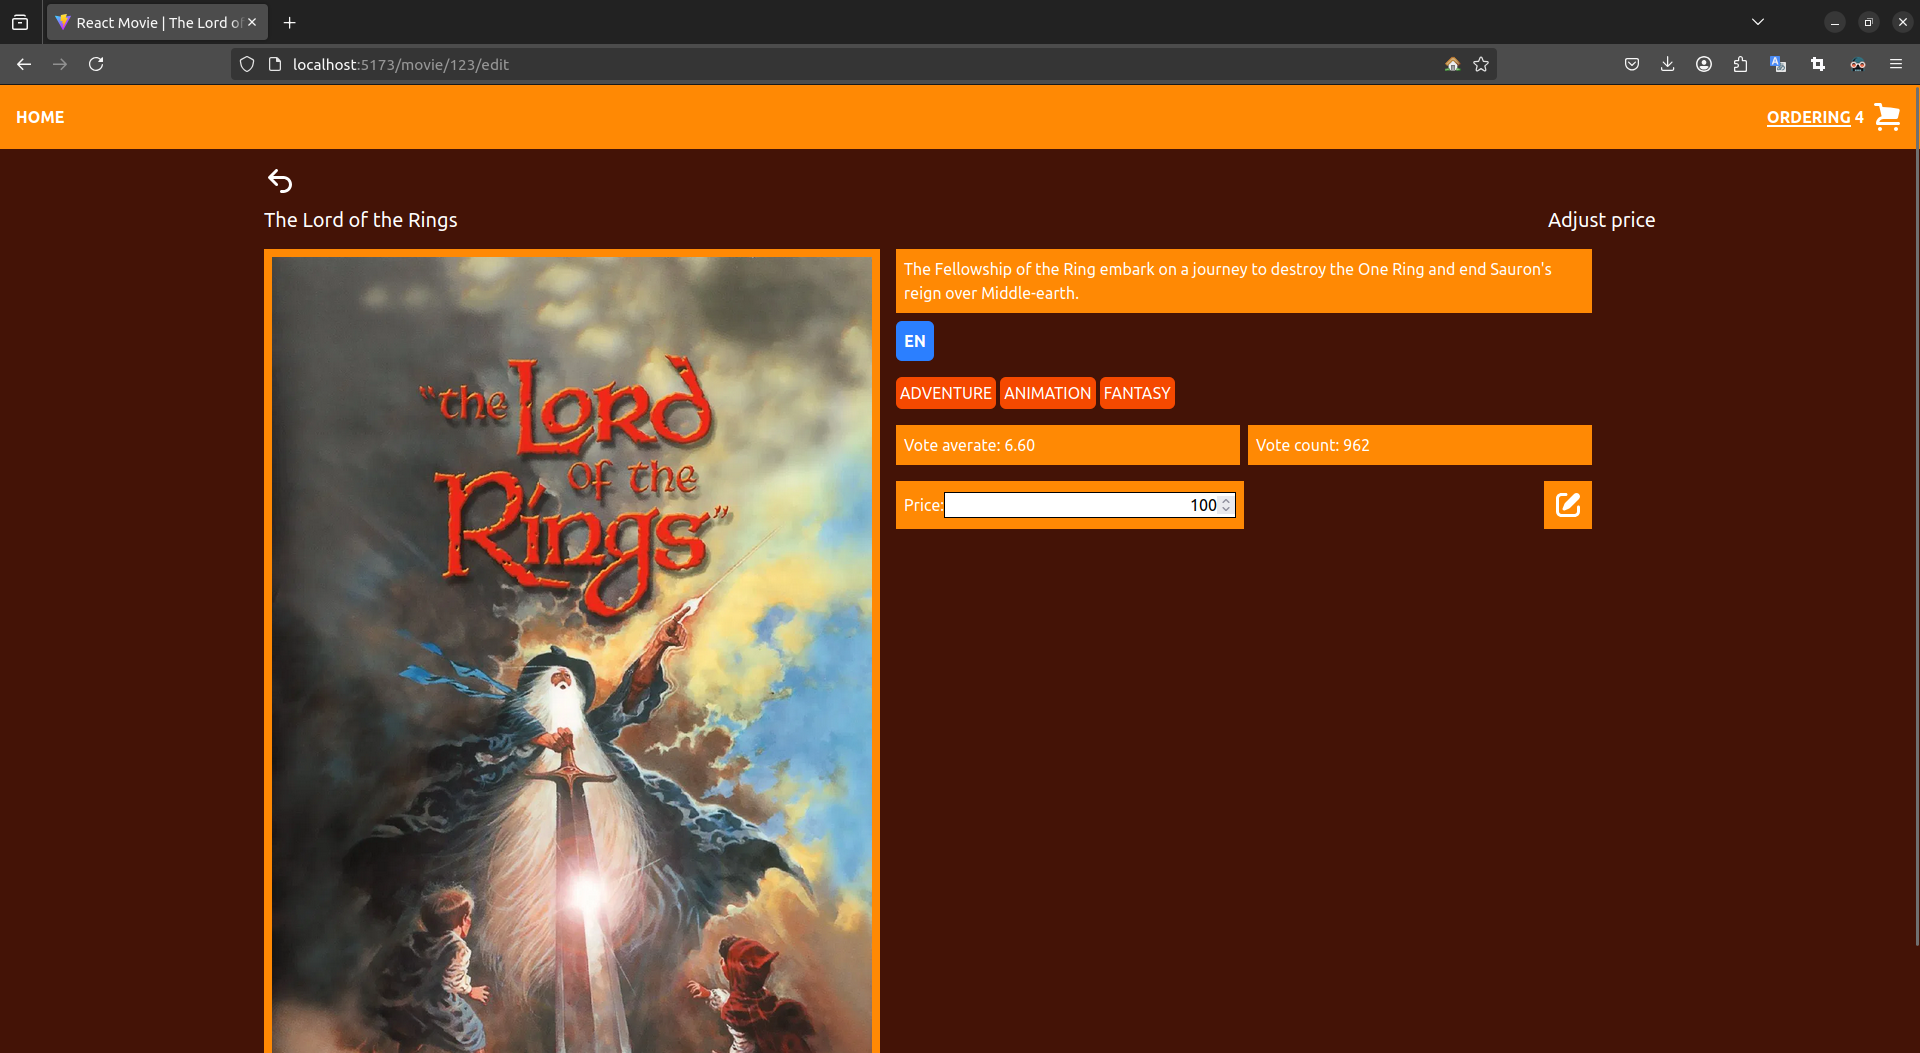 React Movie | The Lord of
localhost:5173/movie/123/edit
HOME
ORDERING 4
The Lord of the Rings
Adjust price
"the Lord
of the
Rings"
The Fellowship of the Ring embark on a journey to destroy the One Ring and end Sauron's
reign over Middle-earth.
EN
ADVENTURE ANIMATION FANTASY
Vote averate: 6.60
Vote count: 962
Price: 100